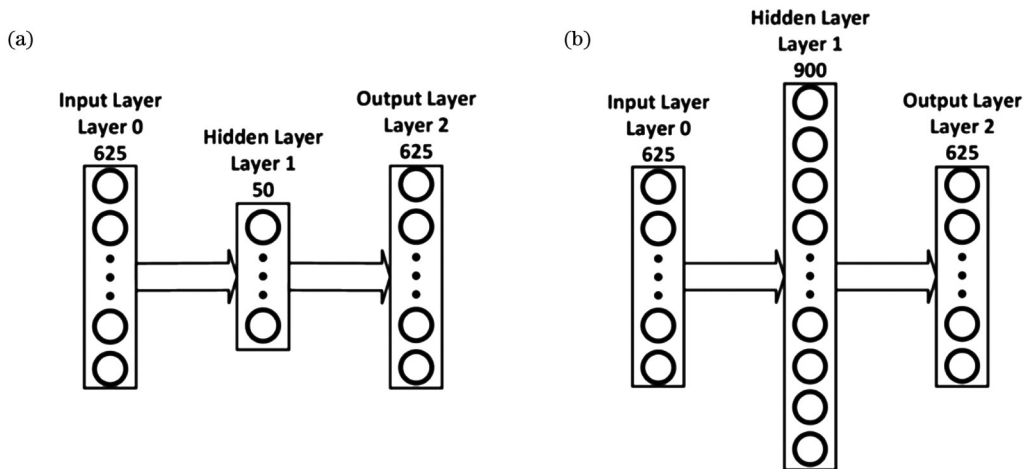 (a)
Input Layer
Layer 0
625
Hidden Layer
Layer 1
50
Output Layer
Layer 2
625
(b)
Input Layer
Layer 0
625
Hidden Layer
Layer 1
900
Output Layer
Layer 2
625